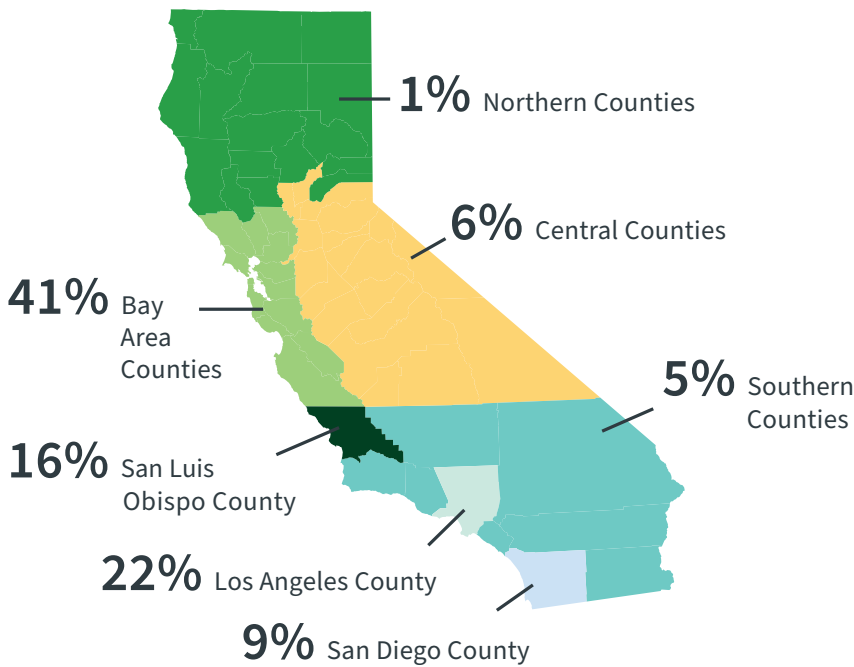 1% Northern Counties
6% Central Counties
41% Bay
Area
Counties
5% Southern
Counties
16% San Luis
Obispo County
22% Los Angeles County
9% San Diego County